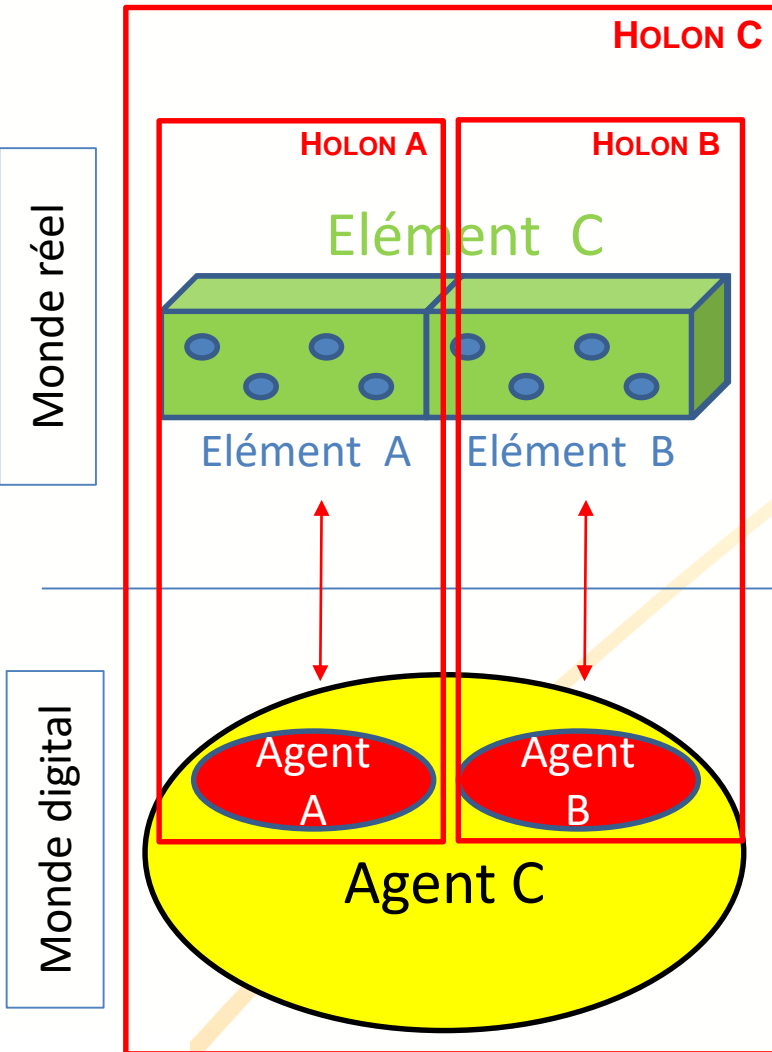 HOLON C
HOLON A
HOLON B
Monde réel
Elément C
Elément A
Elément B
Monde digital
Agent
A
Agent
B
Agent C